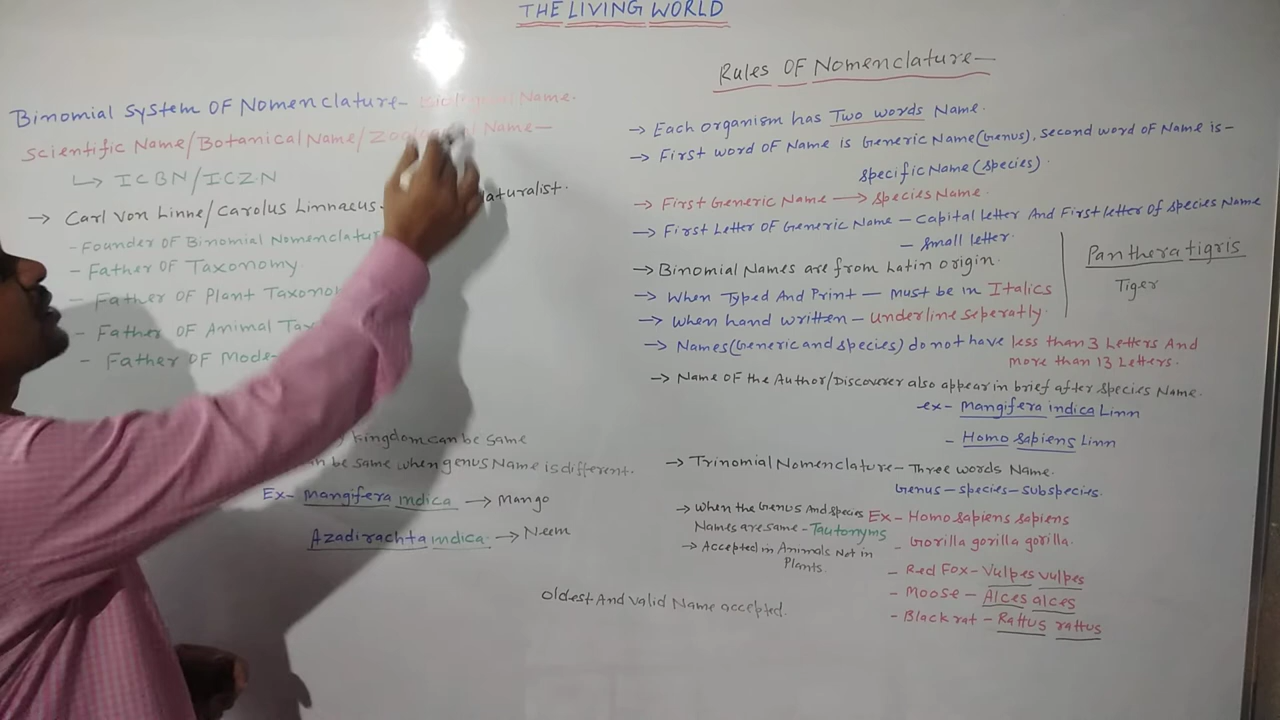 THE LIVING WORLD
Binomial System OF Nomenclature- Biological Name.
Scientific Name/Botanical Name/Zoological Name-
↳ ICBN/ICZN
→ Carl Von Linne/Carolus Linnaeus. Naturalist.
- Founder OF Binomial Nomenclature
- Father OF Taxonomy
- Father OF Plant Taxonomy
- Father OF Animal Tax
- Father OF Mode
kingdom can be same
can be same when genus Name is different.
Ex- Mangifera indica → Mango
Azadirachta indica. → Neem
Oldest And Valid Name accepted.
Rules OF Nomenclature-
→ Each organism has Two words Name.
→ First word OF Name is Generic Name(Genus), Second word of Name is-
Specific Name(species).
→ First Generic Name → Species Name.
→ First Letter OF Generic Name - Capital letter And First letter Of Species Name
- Small letter.
→ Binomial Names are from Latin origin.
→ When Typed And Print - must be in Italics
→ When hand written - underline seperatly.
Panthera tigris
Tiger
→ Names(Generic and species) do not have less than 3 Letters And
more than 13 Letters.
→ Name OF the Author/Discoverer also appear in brief after Species Name.
ex- Mangifera indica Linn
- Homo sapiens Linn
→ Trinomial Nomenclature - Three words Name.
Genus - species - subspecies.
Ex- Homo sapiens sapiens
- Gorilla gorilla gorilla.
→ When the Genus And species
Names are same - Tautonyms
→ Accepted in Animals Not in
Plants.
- Red Fox - Vulpes vulpes
- Moose - Alces alces
- Black rat - Rattus rattus